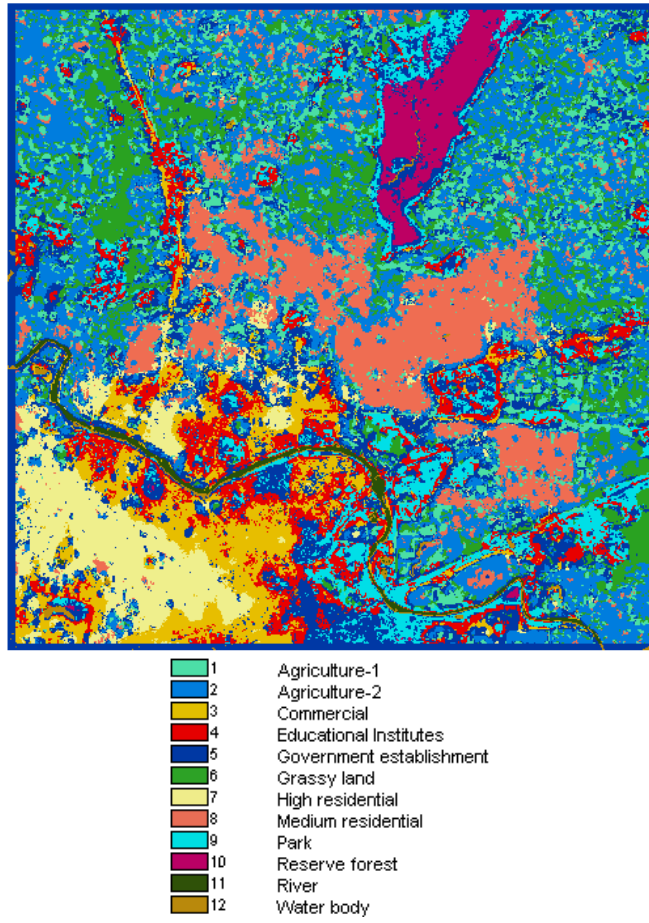 1 Agriculture-1
2 Agriculture-2
3 Commercial
4 Educational Institutes
5 Government establishment
6 Grassy land
7 High residential
8 Medium residential
9 Park
10 Reserve forest
11 River
12 Water body